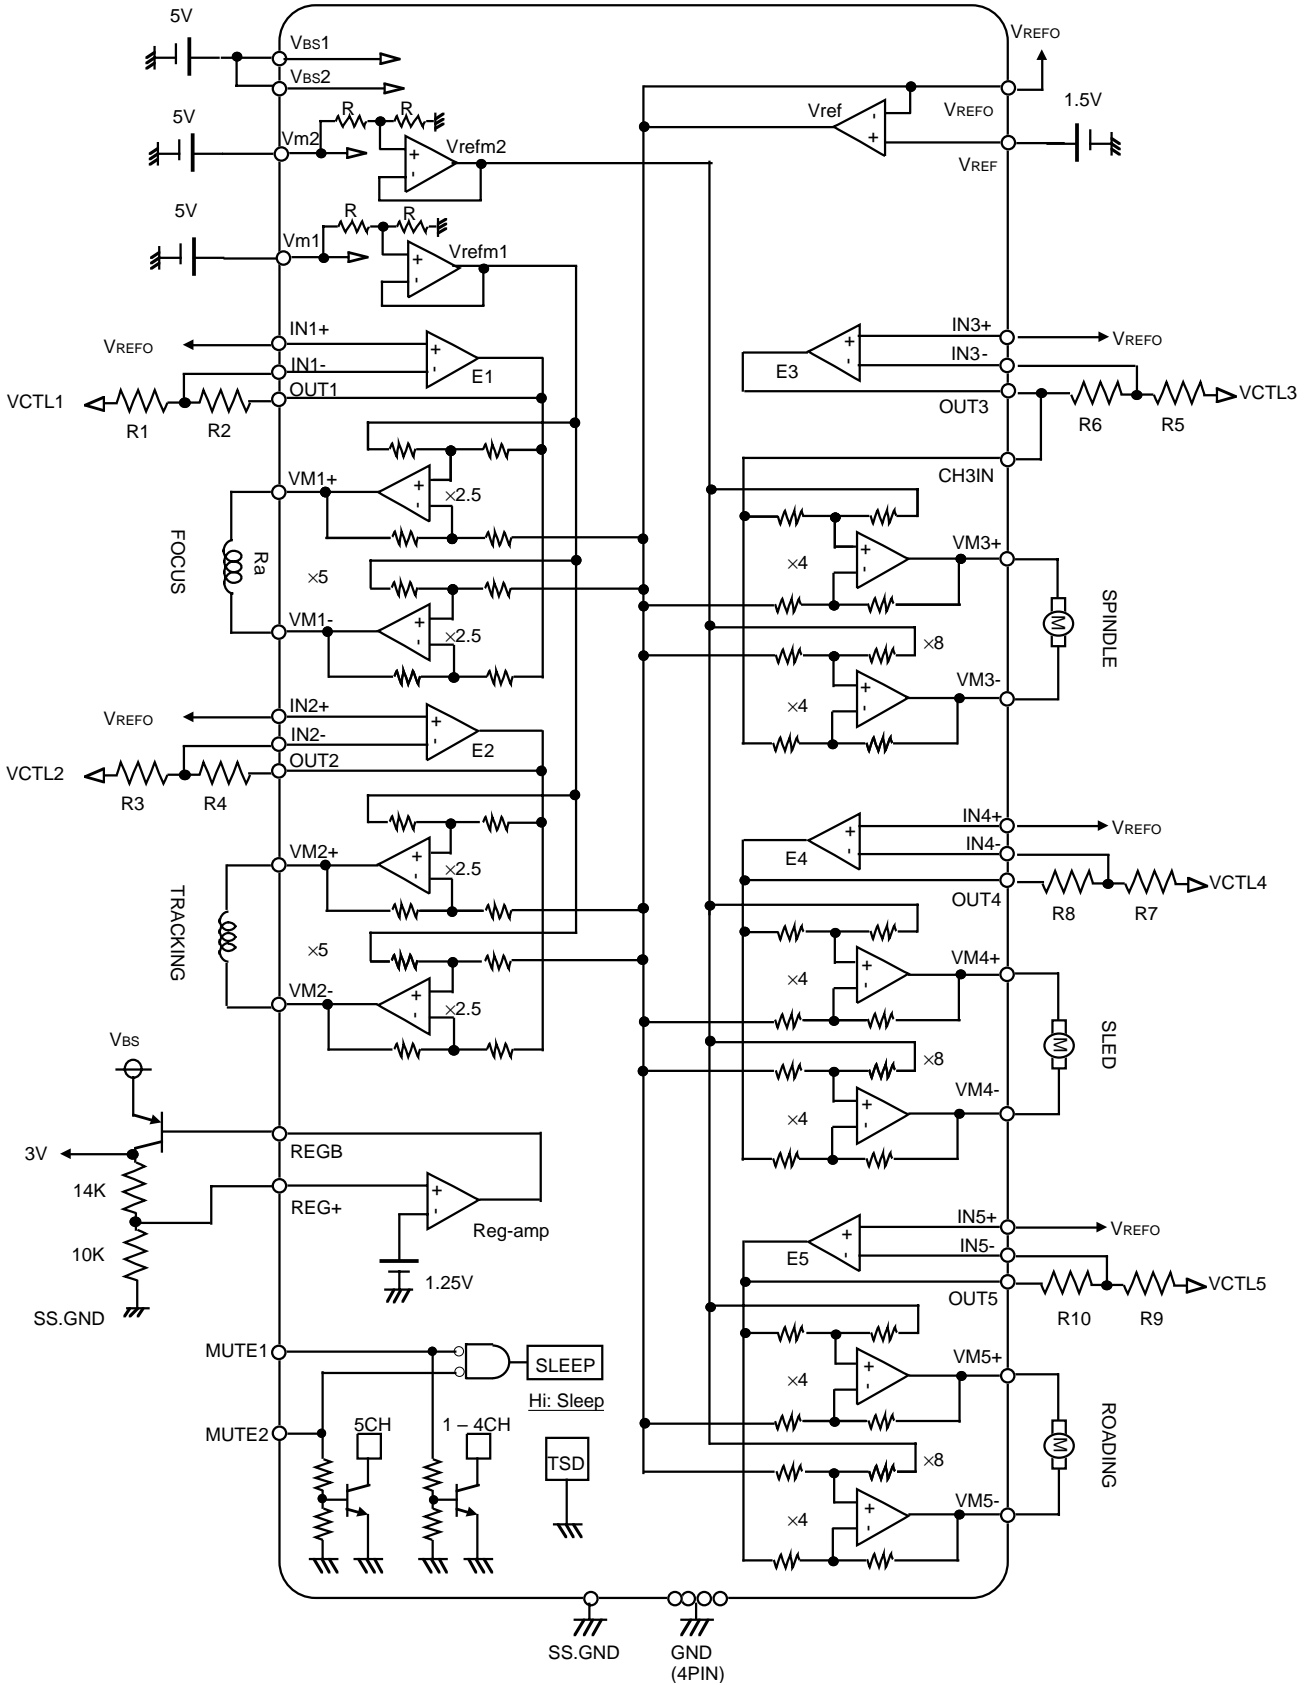 5V
VBS1
VBS2
VREFO
5V
R R
Vm2
Vrefm2
Vref
VREFO
1.5V
VREF
5V
R R
Vm1
Vrefm1
IN1+
VREFO
IN1-
E1
OUT1
VCTL1
R1 R2
IN3+
VREFO
IN3-
E3
OUT3
VCTL3
R6 R5
CH3IN
VM1+
×2.5
FOCUS
Ra
×5
VM1-
×2.5
VM3+
×4
SPINDLE
×8
VM3-
×4
IN2+
VREFO
IN2-
E2
OUT2
VCTL2
R3 R4
IN4+
VREFO
IN4-
E4
OUT4
VCTL4
R8 R7
VM2+
×2.5
TRACKING
×5
VM2-
×2.5
VM4+
×4
M
SLED
×8
VM4-
×4
M
VBS
REGB
3V
14K
REG+
Reg-amp
10K
1.25V
SS.GND
IN5+
VREFO
IN5-
E5
OUT5
VCTL5
R10 R9
MUTE1
SLEEP
Hi: Sleep
MUTE2
5CH
1 – 4CH
TSD
VM5+
×4
M
ROADING
×8
VM5-
×4
SS.GND
GND
(4PIN)
+
-
+
-
+
-
+
-
+
-
+
-
+
-
+
-
+
-
+
-
+
-
+
-
+
-
+
-
+
-
+
-
+
-
+
-
+
-